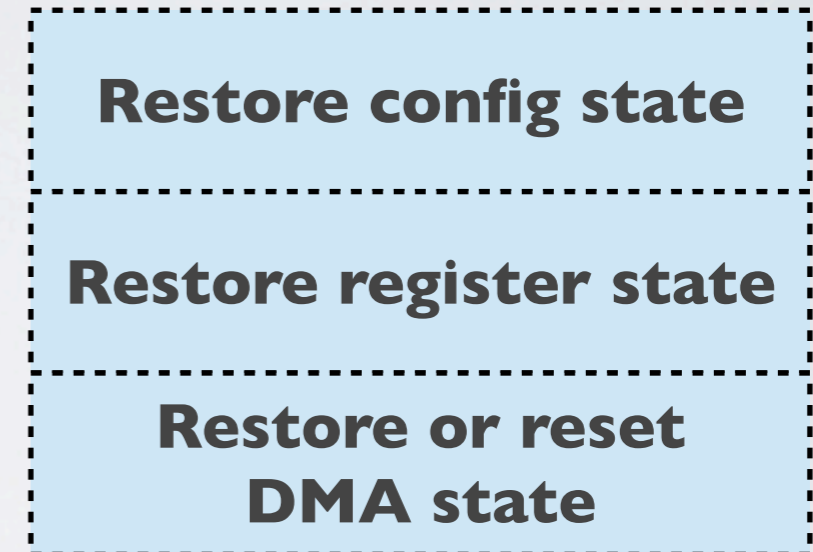 Restore config state
Restore register state
Restore or reset
DMA state